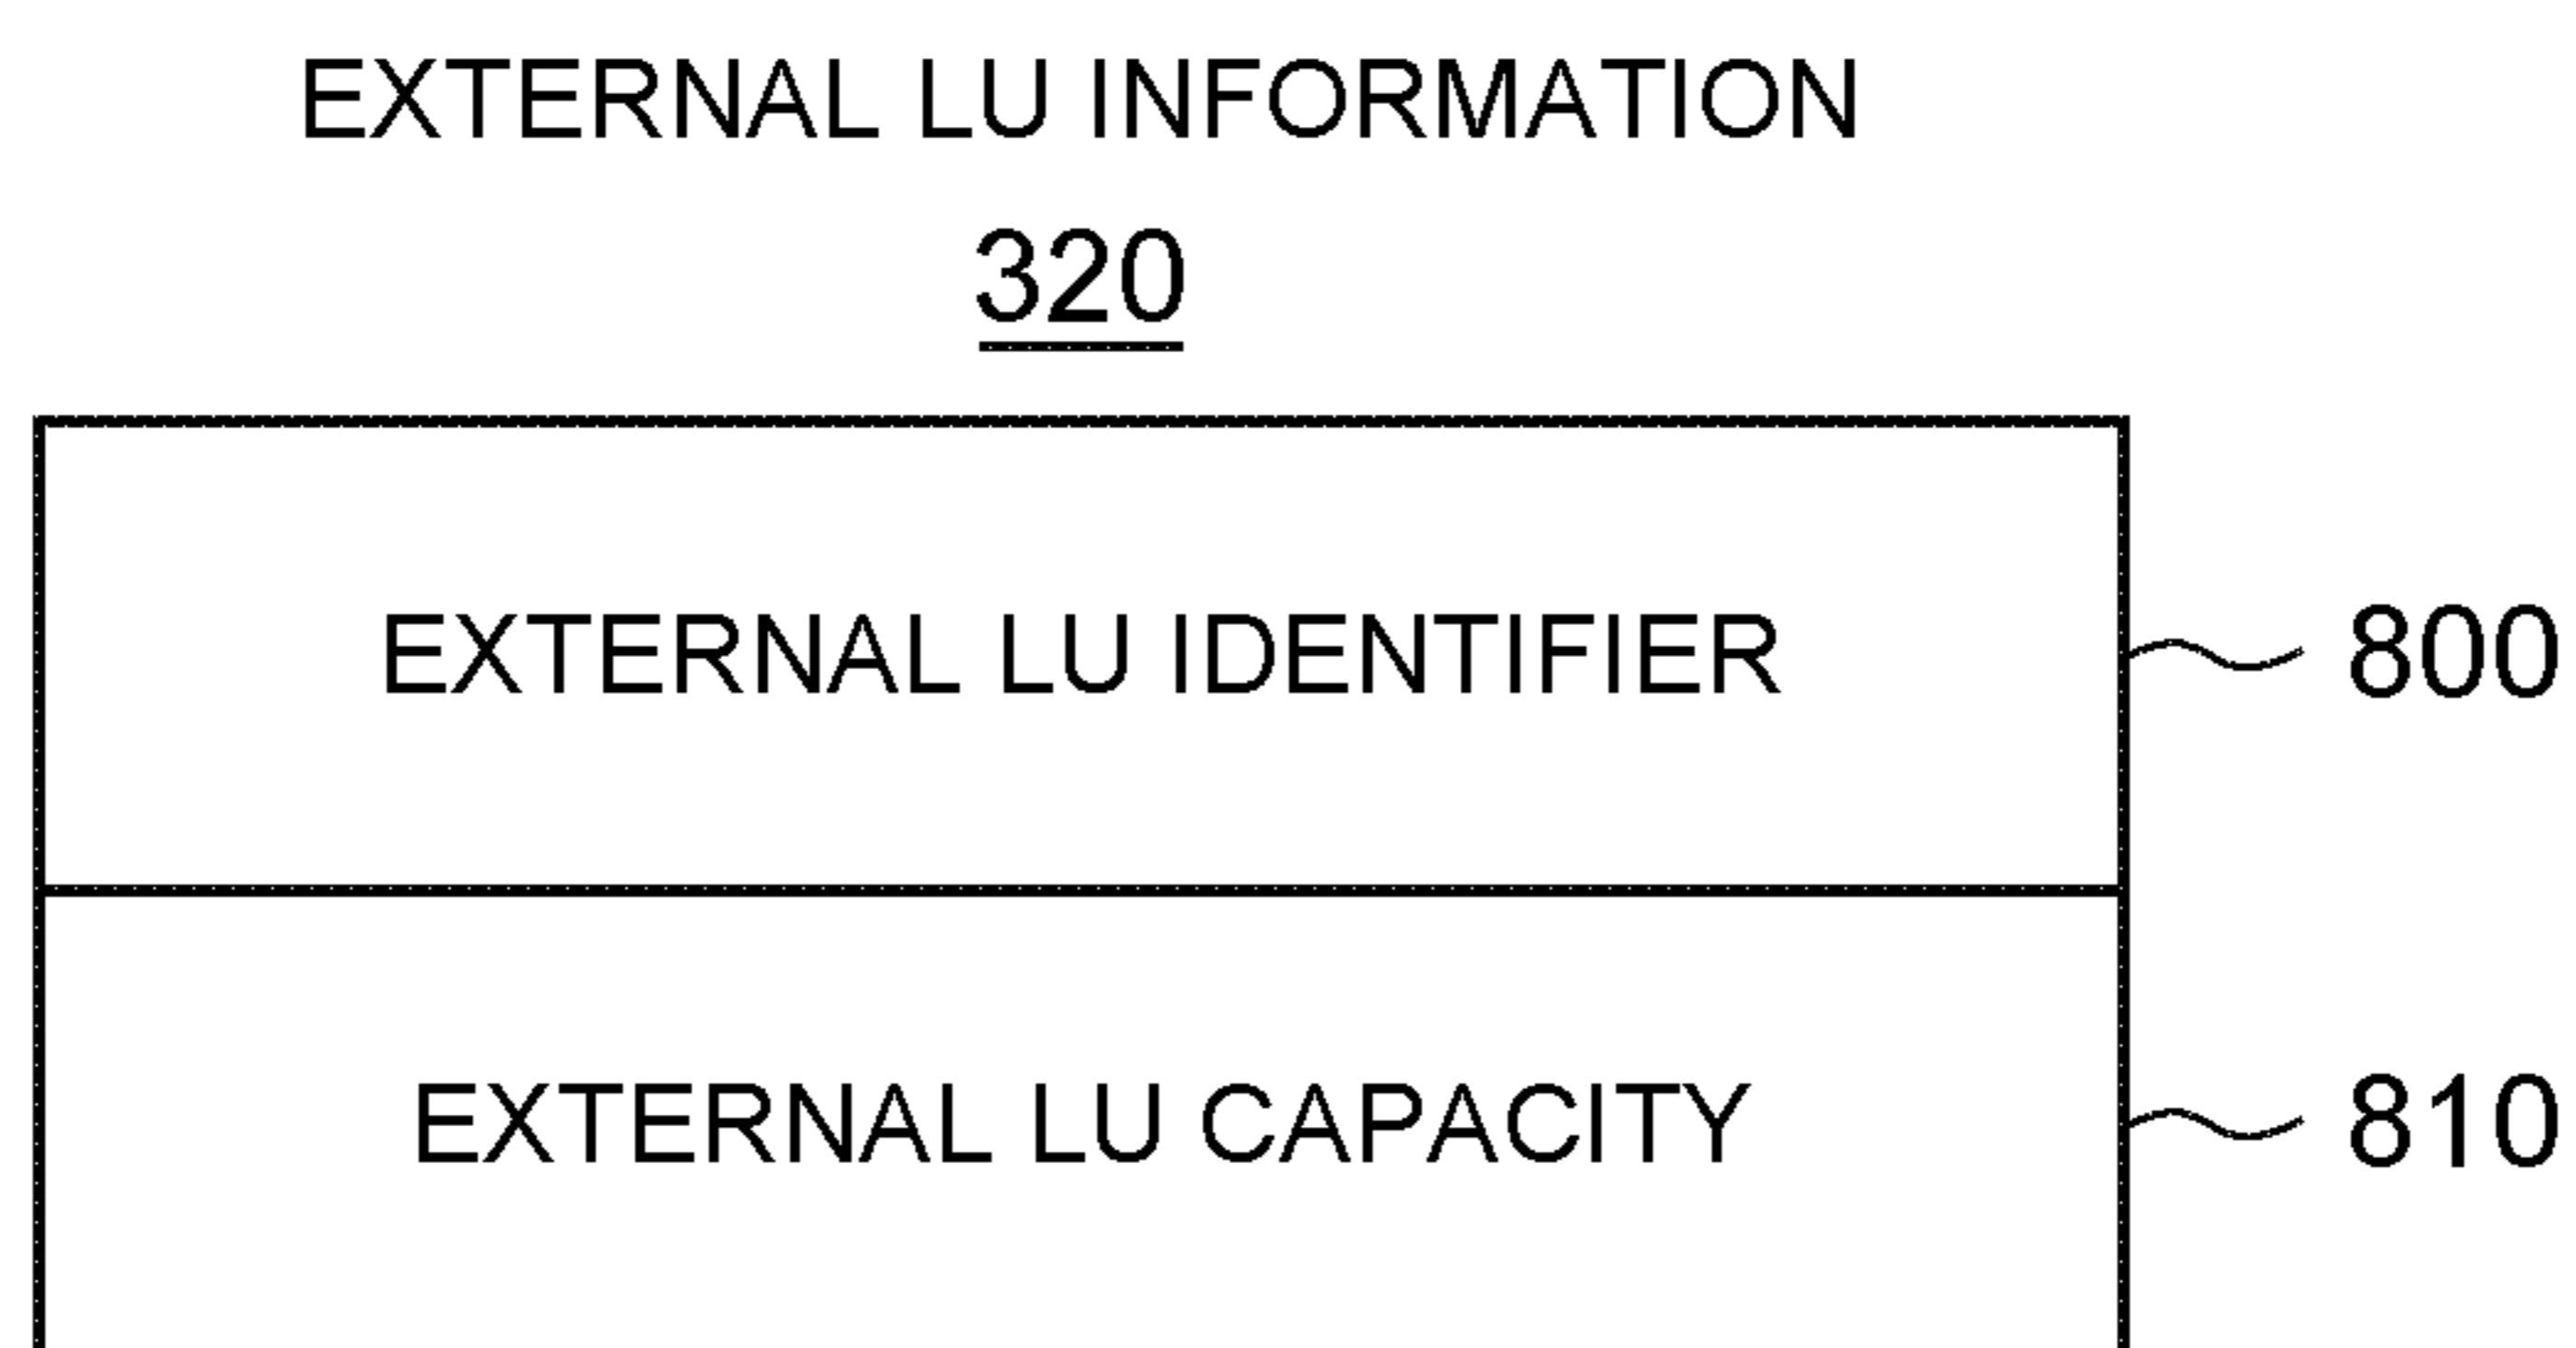 EXTERNAL LU INFORMATION
320
EXTERNAL LU IDENTIFIER 800
EXTERNAL LU CAPACITY 810